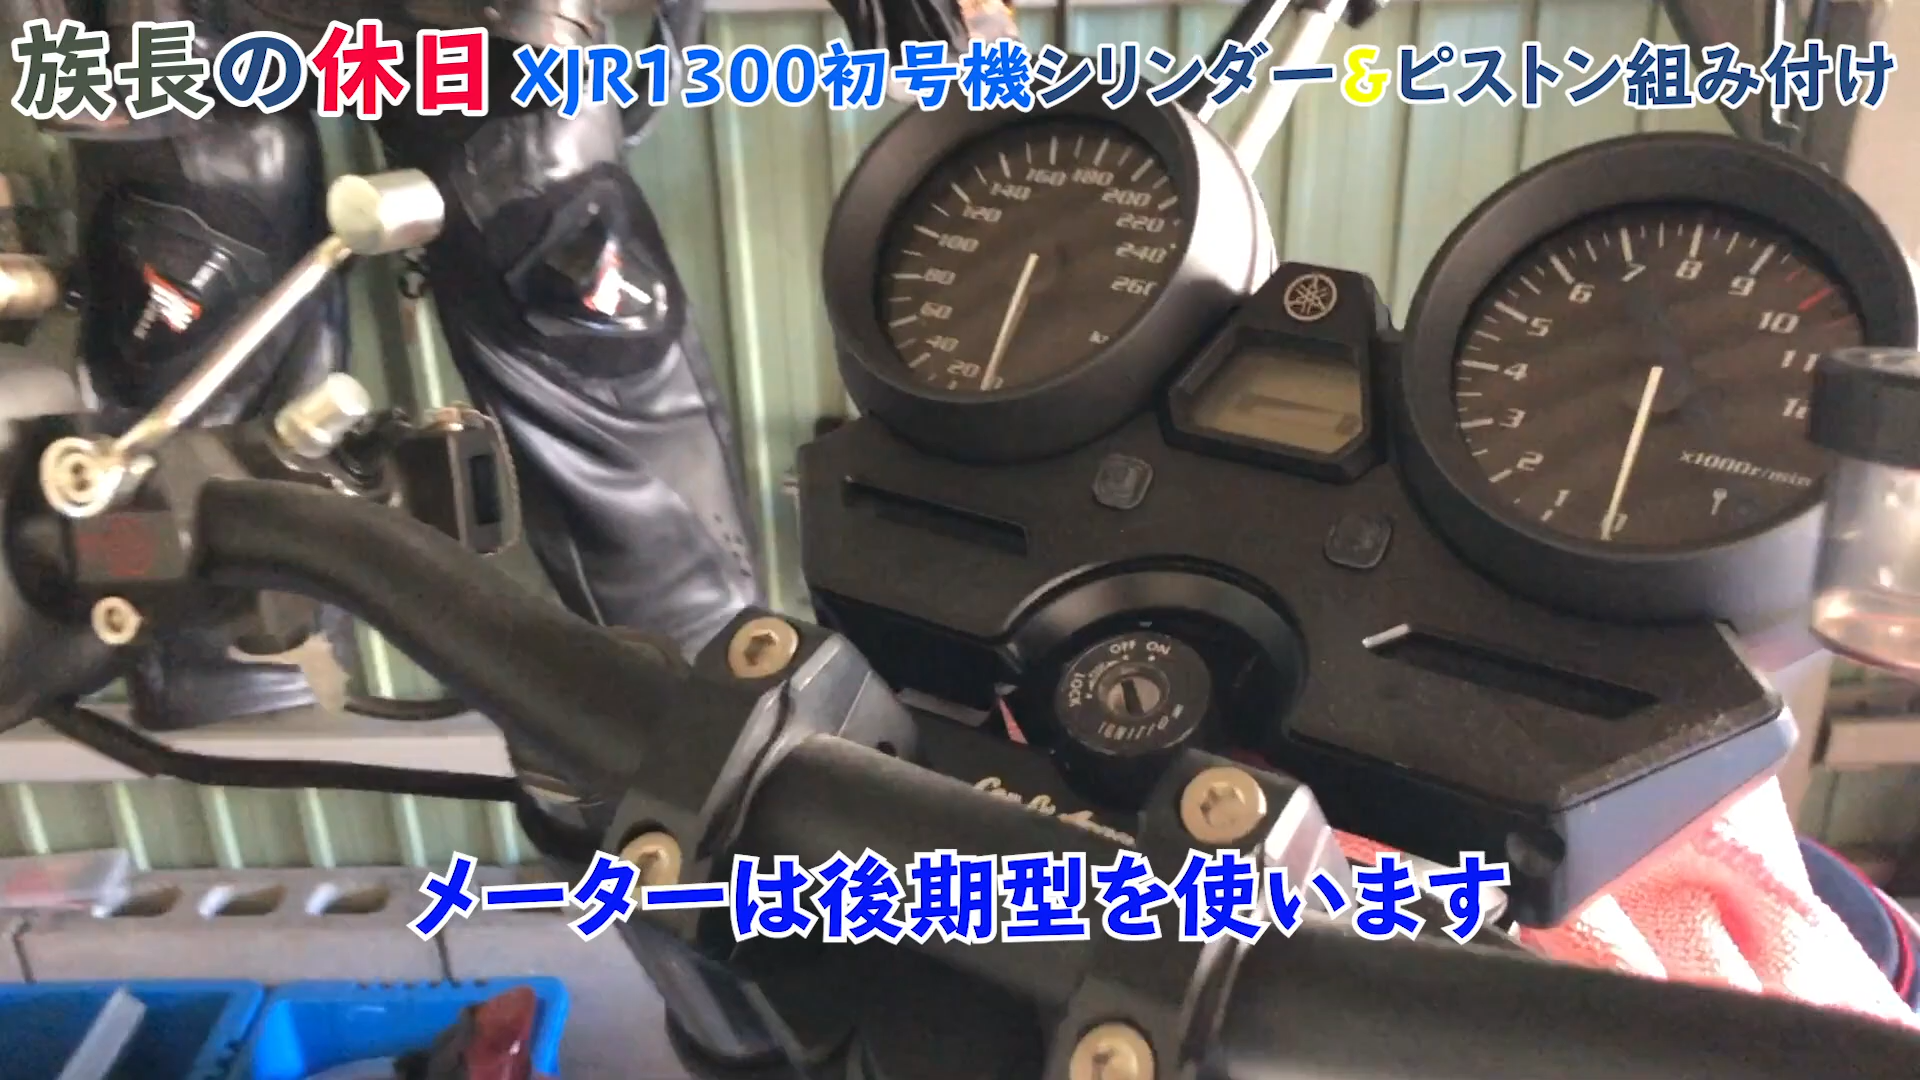 族長の休日 XJR1300初号機シリンダー&ピストン組み付け
20 40 60 80 100 120 140 160 180 200 220 240 260
0 1 2 3 4 5 6 7 8 9 10 11
x1000r/min
OFF ON
LOCK
メーターは後期型を使います